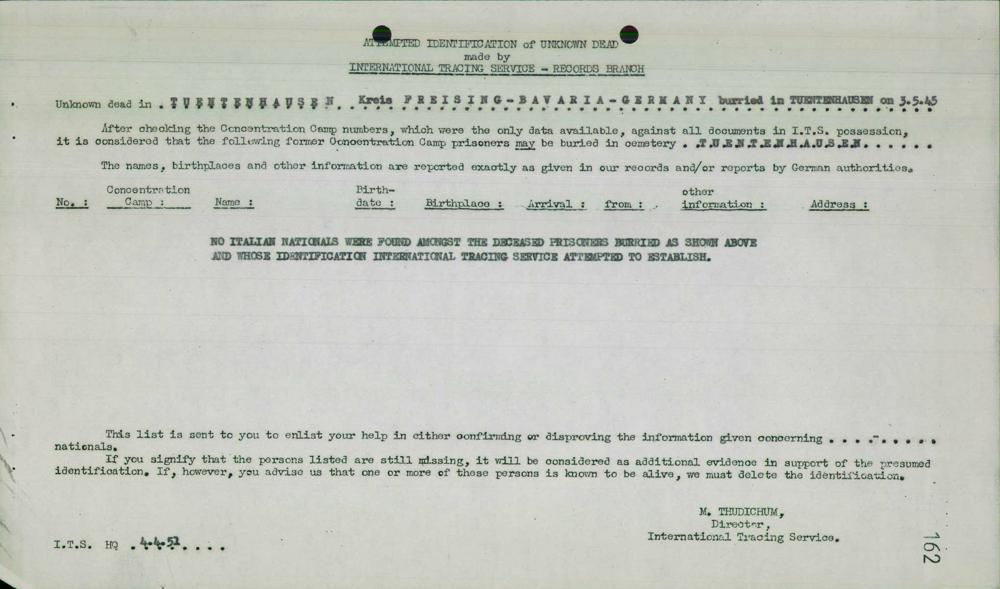 ATTEMPTED IDENTIFICATION of UNKNOWN DEAD
made by
INTERNATIONAL TRACING SERVICE - RECORDS BRANCH
Unknown dead in . TUENTENHAUSEN . Kreis FREISING-BAVARIA-GERMANY burried in TUENTENHAUSEN on 3.5.45
After checking the Concentration Camp numbers, which were the only data available, against all documents in I.T.S. possession,
it is considered that the following former Concentration Camp prisoners may be buried in cemetery . .T.U.E.N.T.E.N.H.A.U.S.E.N. . . . . .
The names, birthplaces and other information are reported exactly as given in our records and/or reports by German authorities.
No. : Concentration Camp : Name : Birth-date : Birthplace : Arrival : from : other information : Address :
NO ITALIAN NATIONALS WERE FOUND AMONGST THE DECEASED PRISONERS BURRIED AS SHOWN ABOVE
AND WHOSE IDENTIFICATION INTERNATIONAL TRACING SERVICE ATTEMPTED TO ESTABLISH.
This list is sent to you to enlist your help in either confirming or disproving the information given concerning . . . .-. . . . .
nationals.
If you signify that the persons listed are still missing, it will be considered as additional evidence in support of the presumed
identification. If, however, you advise us that one or more of these persons is known to be alive, we must delete the identification.
M. THUDICHUM,
Director,
International Tracing Service.
I.T.S. HQ . 4.4.51. . . .
162